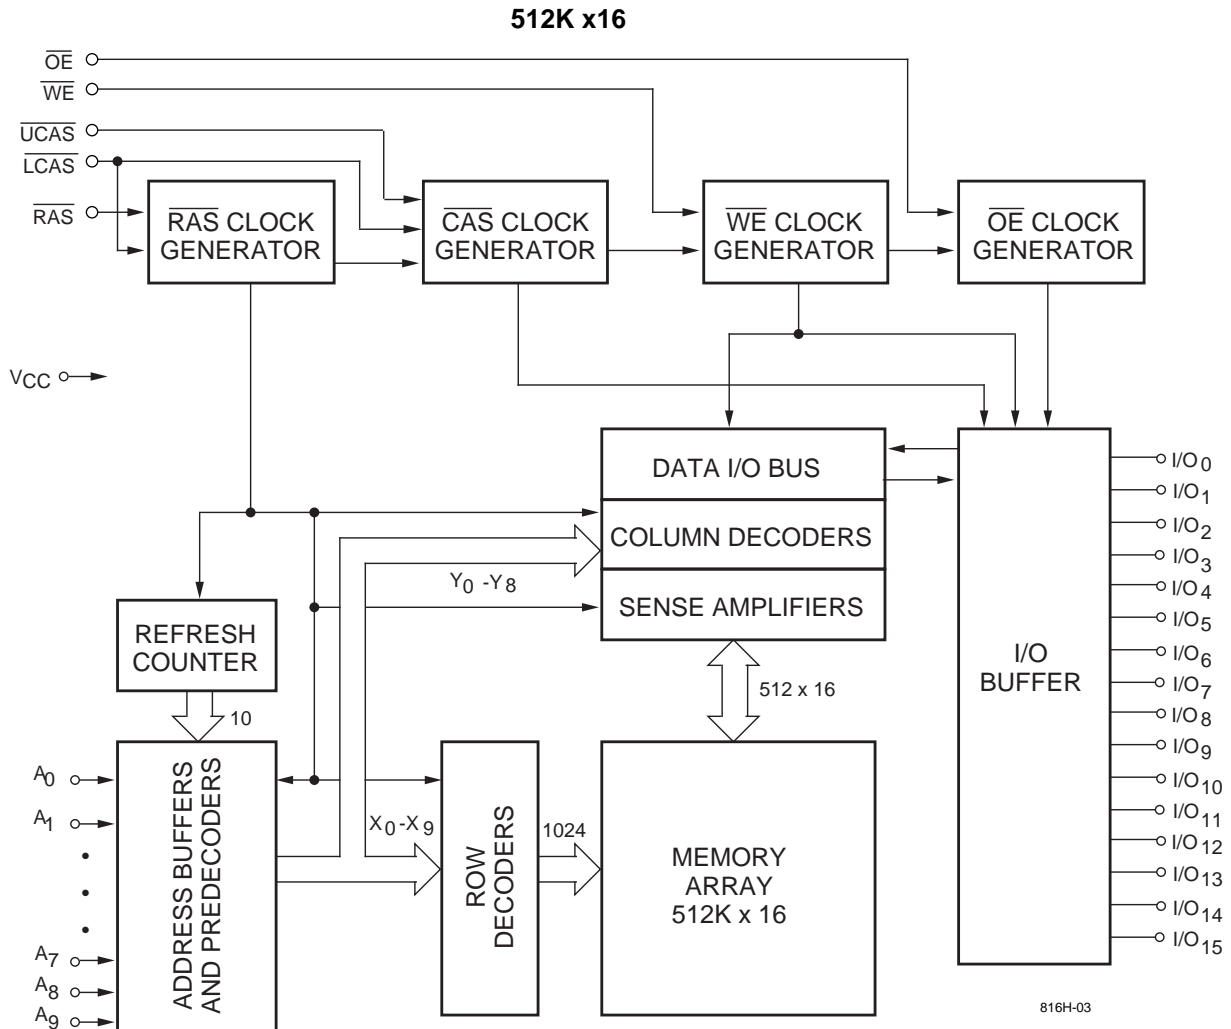 512K x16
OE
WE
UCAS
LCAS
RAS
RAS CLOCK
GENERATOR
CAS CLOCK
GENERATOR
WE CLOCK
GENERATOR
OE CLOCK
GENERATOR
VCC
DATA I/O BUS
COLUMN DECODERS
SENSE AMPLIFIERS
Y0 -Y8
REFRESH
COUNTER
10
512 x 16
I/O
BUFFER
I/O0
I/O1
I/O2
I/O3
I/O4
I/O5
I/O6
I/O7
I/O8
I/O9
I/O10
I/O11
I/O12
I/O13
I/O14
I/O15
A0
A1
A7
A8
A9
ADDRESS BUFFERS
AND PREDECODERS
X0-X9
ROW
DECODERS
1024
MEMORY
ARRAY
512K x 16
816H-03